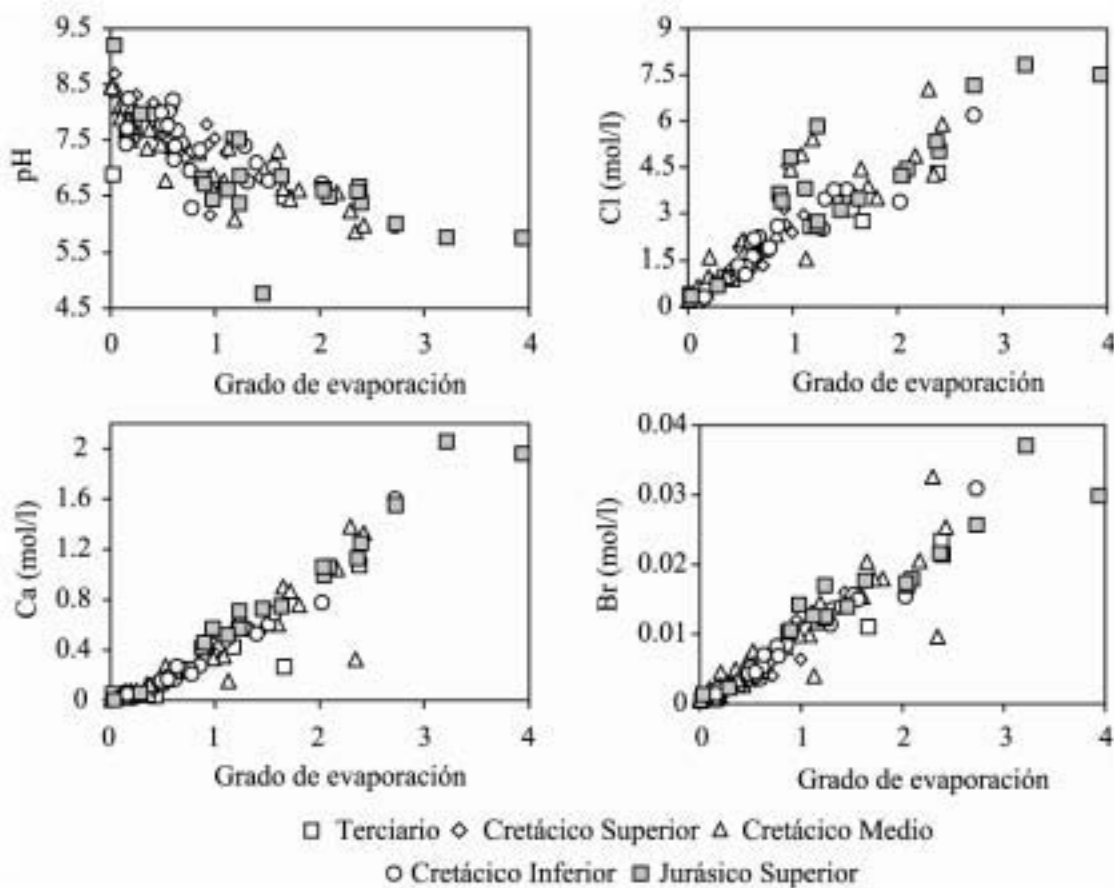 9.5
8.5
7.5
6.5
5.5
4.5
pH
0 1 2 3 4
Grado de evaporación
9
7.5
6
4.5
3
1.5
0
Cl (mol/l)
0 1 2 3 4
Grado de evaporación
2
1.6
1.2
0.8
0.4
0
Ca (mol/l)
0 1 2 3 4
Grado de evaporación
0.04
0.03
0.02
0.01
0
Br (mol/l)
0 1 2 3 4
Grado de evaporación
Terciario Cretácico Superior Cretácico Medio
Cretácico Inferior Jurásico Superior